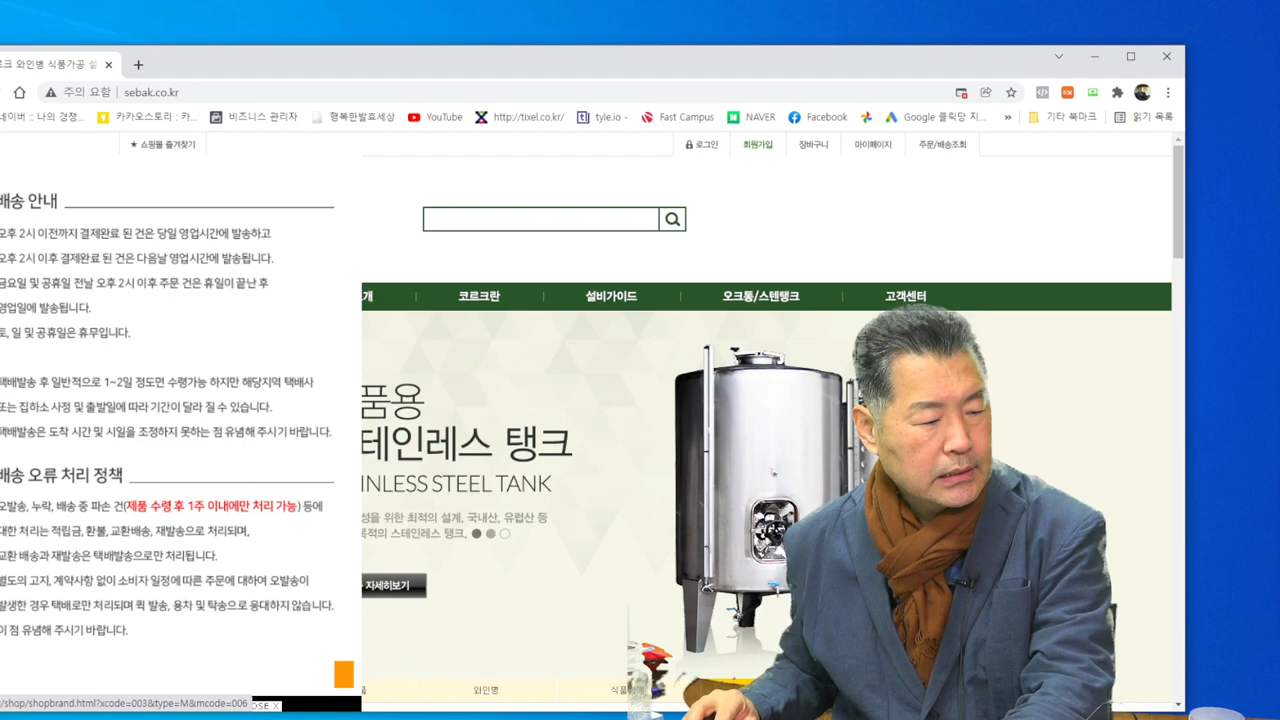 르크 와인병 식품가공 설
주의 요함
sebak.co.kr
네이버 :: 나의 경쟁...
카카오스토리 : 카...
비즈니스 관리자
행복한발효세상
YouTube
http://tixel.co.kr/
tyle.io -
Fast Campus
NAVER
Facebook
Google 클릭당 지...
»
기타 북마크
읽기 목록
★ 쇼핑몰 즐겨찾기
로그인
회원가입
장바구니
마이페이지
주문/배송조회
배송 안내
오후 2시 이전까지 결제완료 된 건은 당일 영업시간에 발송하고
오후 2시 이후 결제완료 된 건은 다음날 영업시간에 발송됩니다.
금요일 및 공휴일 전날 오후 2시 이후 주문 건은 휴일이 끝난 후
영업일에 발송됩니다.
토, 일 및 공휴일은 휴무입니다.
택배발송 후 일반적으로 1~2일 정도면 수령가능 하지만 해당지역 택배사
또는 집하소 사정 및 출발일에 따라 기간이 달라 질 수 있습니다.
택배발송은 도착 시간 및 시일을 조정하지 못하는 점 유념해 주시기 바랍니다.
배송 오류 처리 정책
오발송, 누락, 배송 중 파손 건(제품 수령 후 1주 이내에만 처리 가능) 등에
대한 처리는 적립금, 환불, 교환배송, 재발송으로 처리되며,
교환 배송과 재발송은 택배발송으로만 처리됩니다.
별도의 고지, 계약사항 없이 소비자 일정에 따른 주문에 대하여 오발송이
발생한 경우 택배로만 처리되며 퀵 발송, 용차 및 탁송으로 응대하지 않습니다.
이 점 유념해 주시기 바랍니다.
개
코르크란
설비가이드
오크통/스텐탱크
고객센터
품용
테인레스 탱크
INLESS STEEL TANK
성을 위한 최적의 설계, 국내산, 유럽산 등
목적의 스테인레스 탱크.
자세히보기
와인병
/shop/shopbrand.html?xcode=003&type=M&mcode=006
OSE X